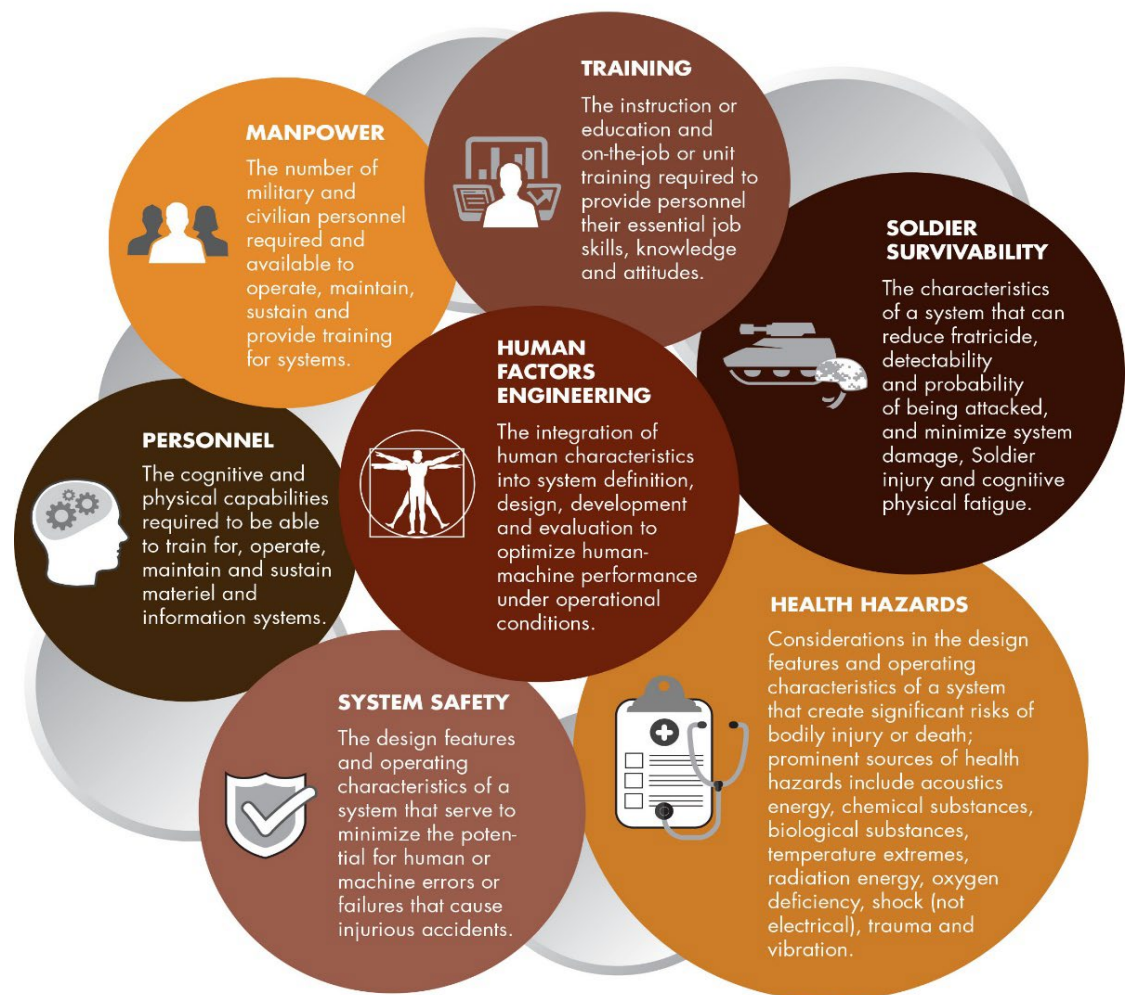 TRAINING
The instruction or
education and
on-the-job or unit
training required to
provide personnel
their essential job
skills, knowledge
and attitudes.
MANPOWER
The number of
military and
civilian personnel
required and
available to
operate, maintain,
sustain and
provide training
for systems.
SOLDIER
SURVIVABILITY
The characteristics
of a system that can
reduce fratricide,
detectability
and probability
of being attacked,
and minimize system
damage, Soldier
injury and cognitive
physical fatigue.
HUMAN
FACTORS
ENGINEERING
The integration of
human characteristics
into system definition,
design, development
and evaluation to
optimize human-
machine performance
under operational
conditions.
PERSONNEL
The cognitive and
physical capabilities
required to be able
to train for, operate,
maintain and sustain
materiel and
information systems.
HEALTH HAZARDS
Considerations in the design
features and operating
characteristics of a system
that create significant risks of
bodily injury or death;
prominent sources of health
hazards include acoustics
energy, chemical substances,
biological substances,
temperature extremes,
radiation energy, oxygen
deficiency, shock (not
electrical), trauma and
vibration.
SYSTEM SAFETY
The design features
and operating
characteristics of a
system that serve to
minimize the poten-
tial for human or
machine errors or
failures that cause
injurious accidents.